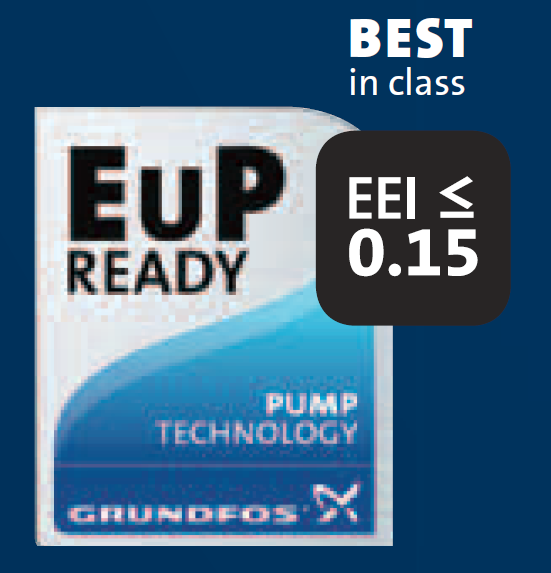 BEST
in class
EuP
READY
EEI ≤
0.15
PUMP
TECHNOLOGY
GRUNDFOS